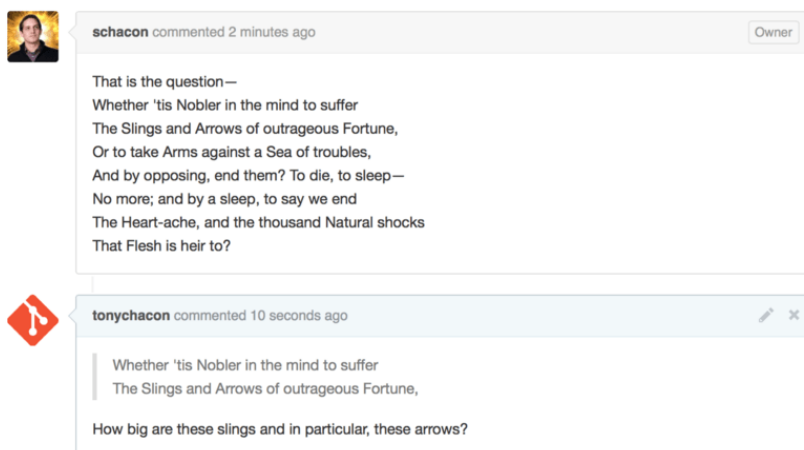 schacon commented 2 minutes ago
Owner
That is the question—
Whether 'tis Nobler in the mind to suffer
The Slings and Arrows of outrageous Fortune,
Or to take Arms against a Sea of troubles,
And by opposing, end them? To die, to sleep—
No more; and by a sleep, to say we end
The Heart-ache, and the thousand Natural shocks
That Flesh is heir to?
tonychacon commented 10 seconds ago
Whether 'tis Nobler in the mind to suffer
The Slings and Arrows of outrageous Fortune,
How big are these slings and in particular, these arrows?